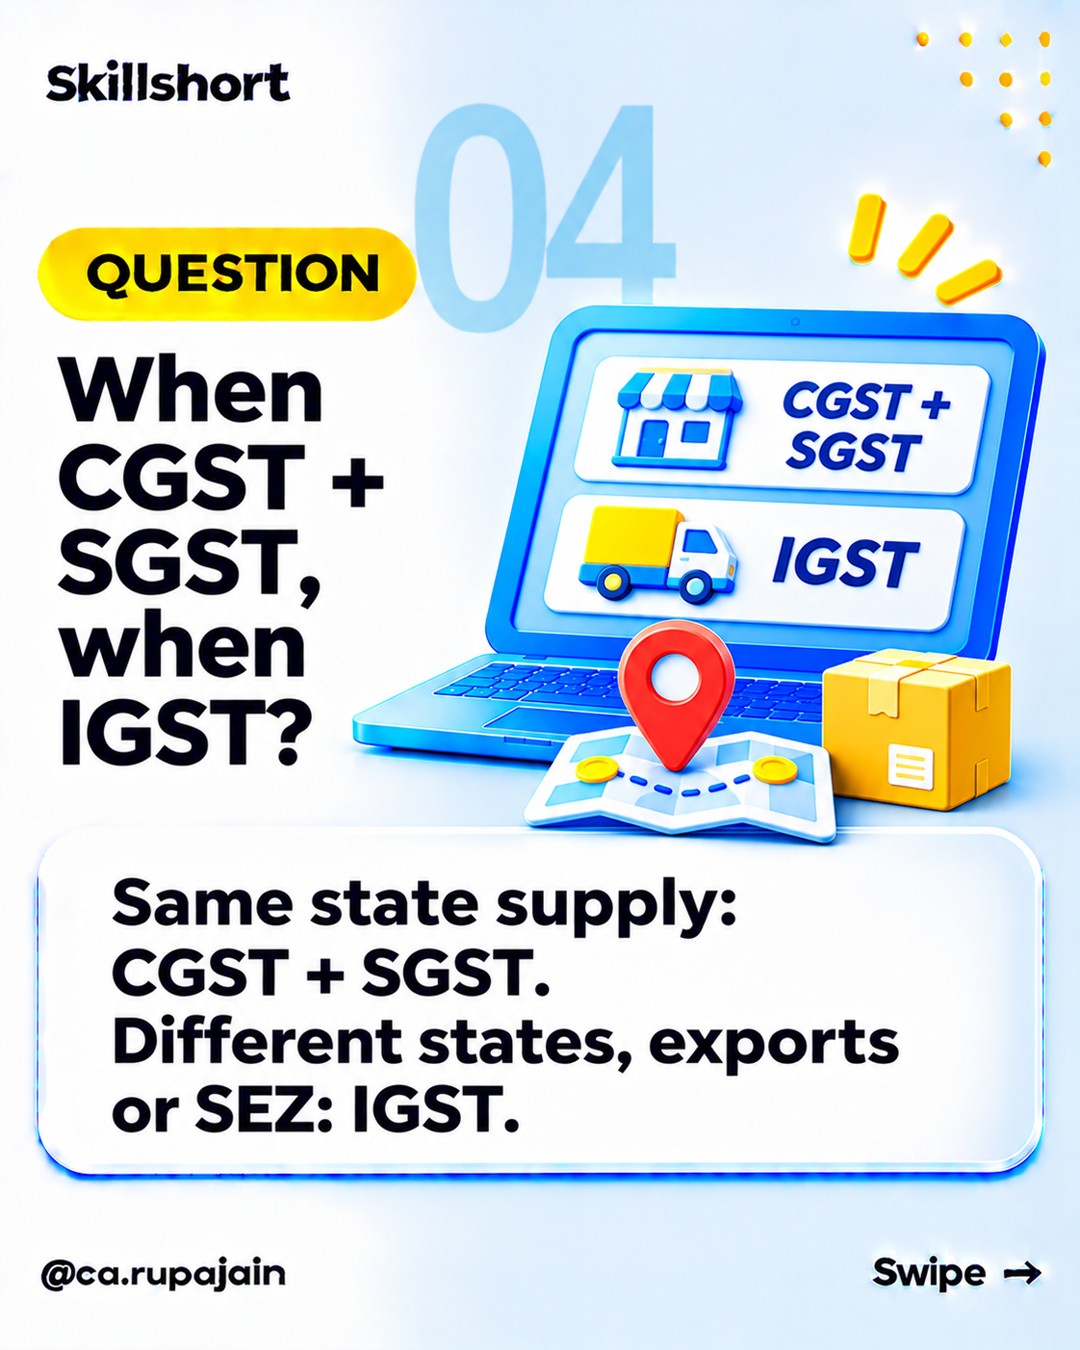 Skillshort
04
QUESTION
When
CGST +
SGST,
when
IGST?
CGST +
SGST
IGST
Same state supply:
CGST + SGST.
Different states, exports
or SEZ: IGST.
@ca.rupajain
Swipe →